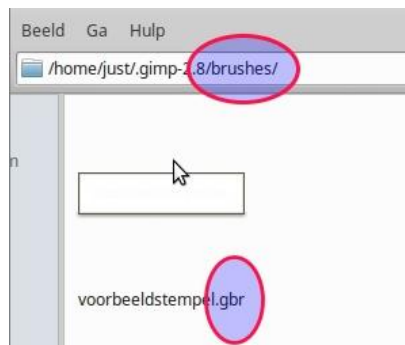 Beeld Ga Hulp
/home/just/.gimp-2.8/brushes/
n
voorbeeldstempel.gbr